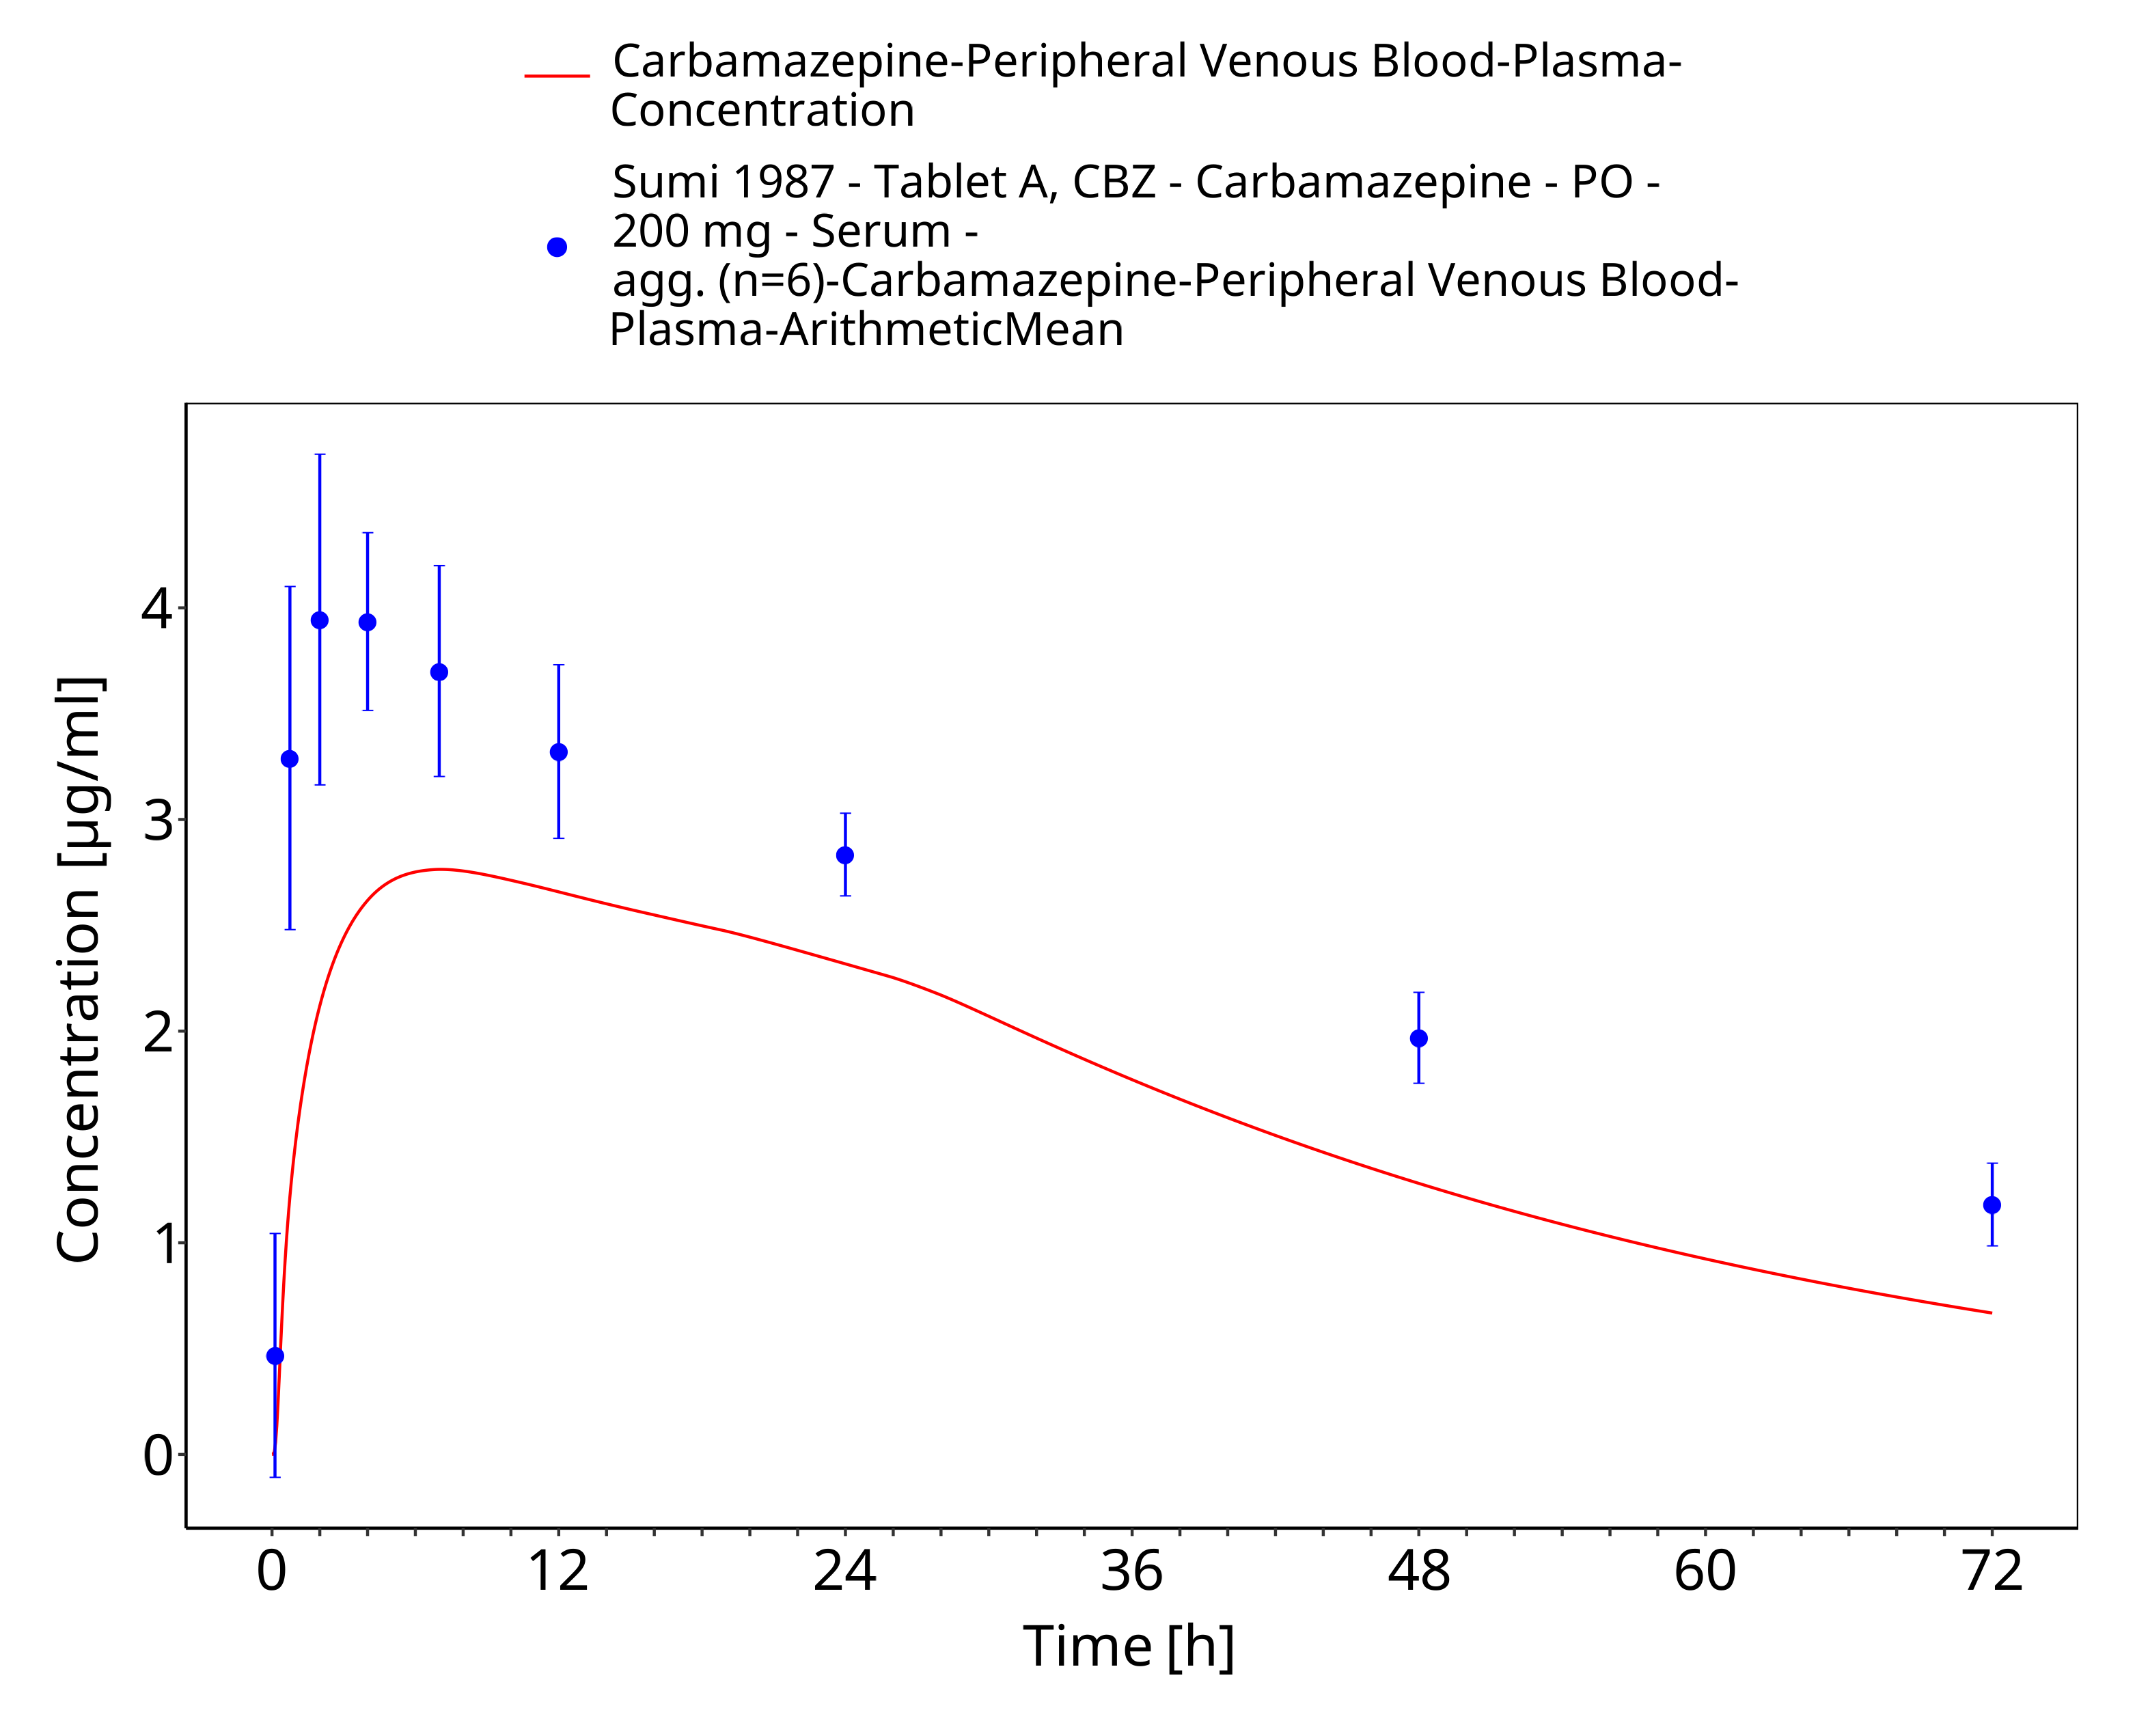 Carbamazepine-Peripheral Venous Blood-Plasma-
Concentration
Sumi 1987 - Tablet A, CBZ - Carbamazepine - PO -
200 mg - Serum -
agg. (n=6)-Carbamazepine-Peripheral Venous Blood-
Plasma-ArithmeticMean
Concentration [µg/ml]
4
3
2
1
0
0 12 24 36 48 60 72
Time [h]